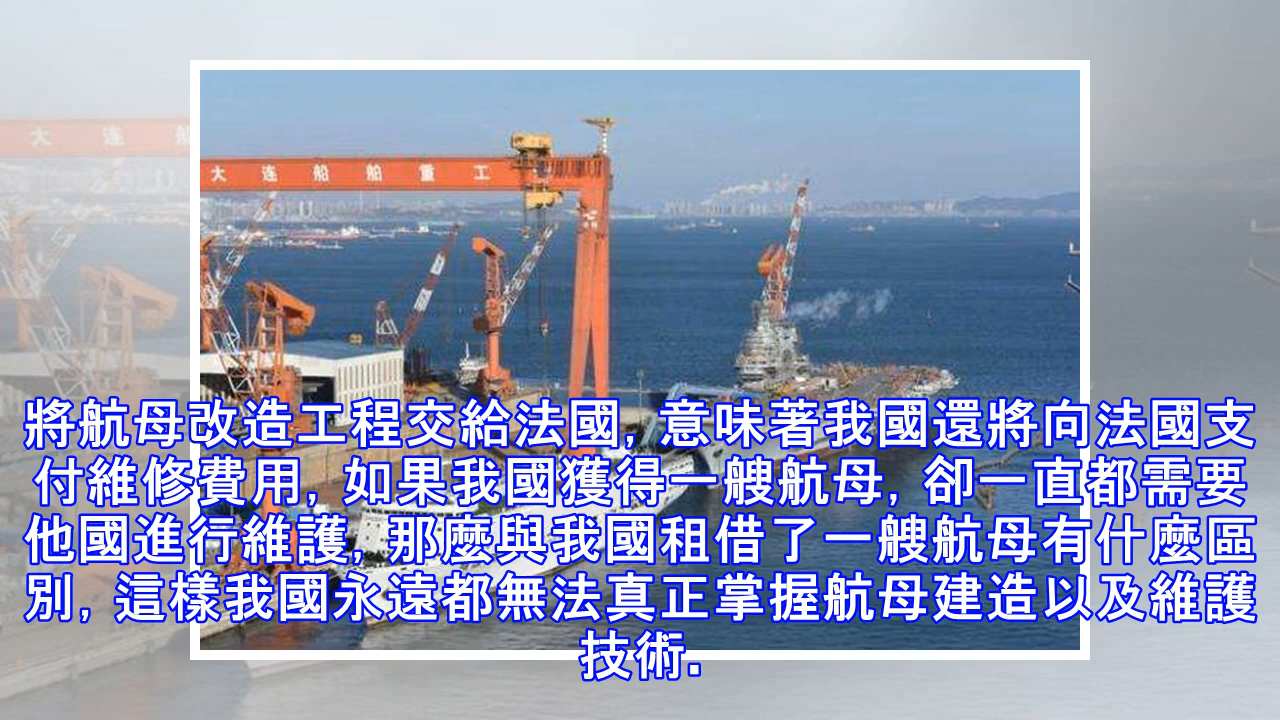 大连船
大连船舶重工
將航母改造工程交給法國,意味著我國還將向法國支
付維修費用,如果我國獲得一艘航母,卻一直都需要
他國進行維護,那麼與我國租借了一艘航母有什麼區
別,這樣我國永遠都無法真正掌握航母建造以及維護
技術.